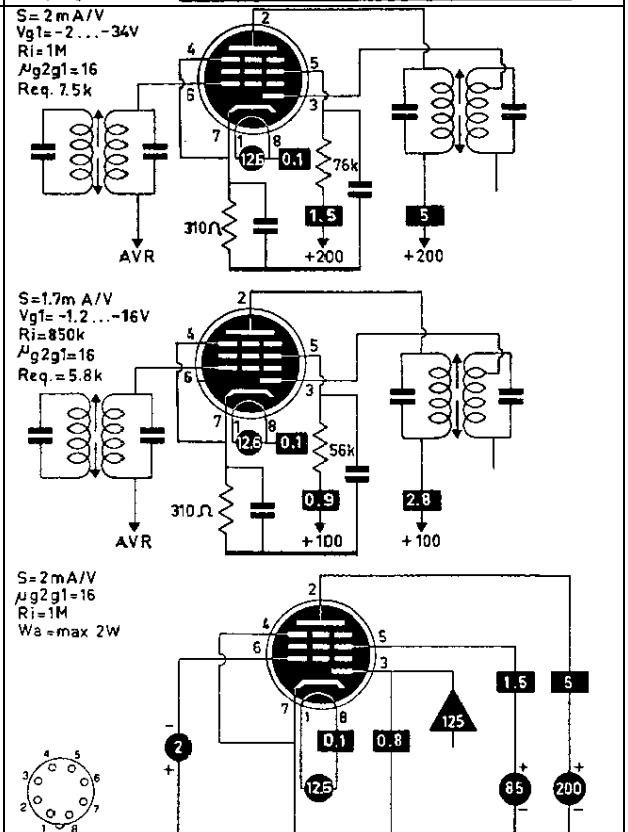 S=2mA/V
Vg1=-2...-34V
Ri=1M
µg2g1=16
Req. 7.5k
2
4
5
6
3
7
1
8
12.6
0.1
76k
310Ω
1.5
5
AVR
+200
+200
S=1.7mA/V
Vg1=-1.2...-16V
Ri=850k
µg2g1=16
Req.=5.8k
2
4
5
6
3
7
1
8
12.6
0.1
56k
310Ω
0.9
2.8
AVR
+100
+100
S=2mA/V
µg2g1=16
Ri=1M
Wa=max 2W
2
4
5
6
3
7
1
8
1.5
5
125
0.1
0.8
-
2
+
12.6
+
85
-
+
200
-
4
5
3
6
2
7
1
8